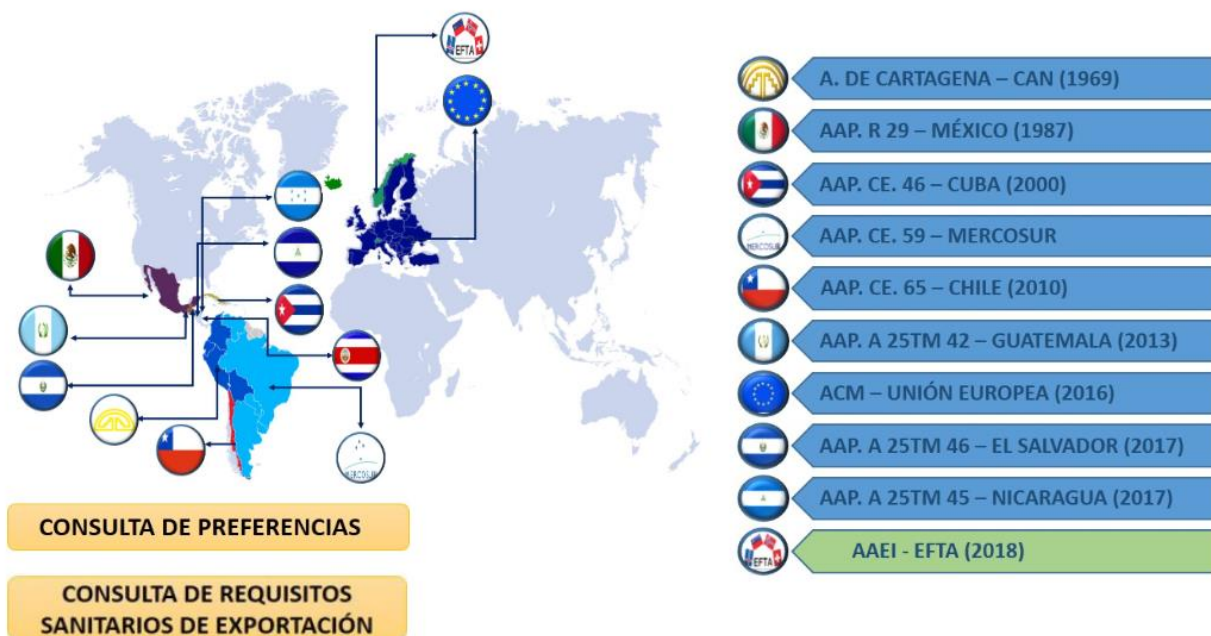 EFTA
MERCOSUR
CONSULTA DE PREFERENCIAS
CONSULTA DE REQUISITOS
SANITARIOS DE EXPORTACIÓN
A. DE CARTAGENA – CAN (1969)
AAP. R 29 – MÉXICO (1987)
AAP. CE. 46 – CUBA (2000)
MERCOSUR
AAP. CE. 59 – MERCOSUR
AAP. CE. 65 – CHILE (2010)
AAP. A 25TM 42 – GUATEMALA (2013)
ACM – UNIÓN EUROPEA (2016)
AAP. A 25TM 46 – EL SALVADOR (2017)
AAP. A 25TM 45 – NICARAGUA (2017)
EFTA
AAEI - EFTA (2018)